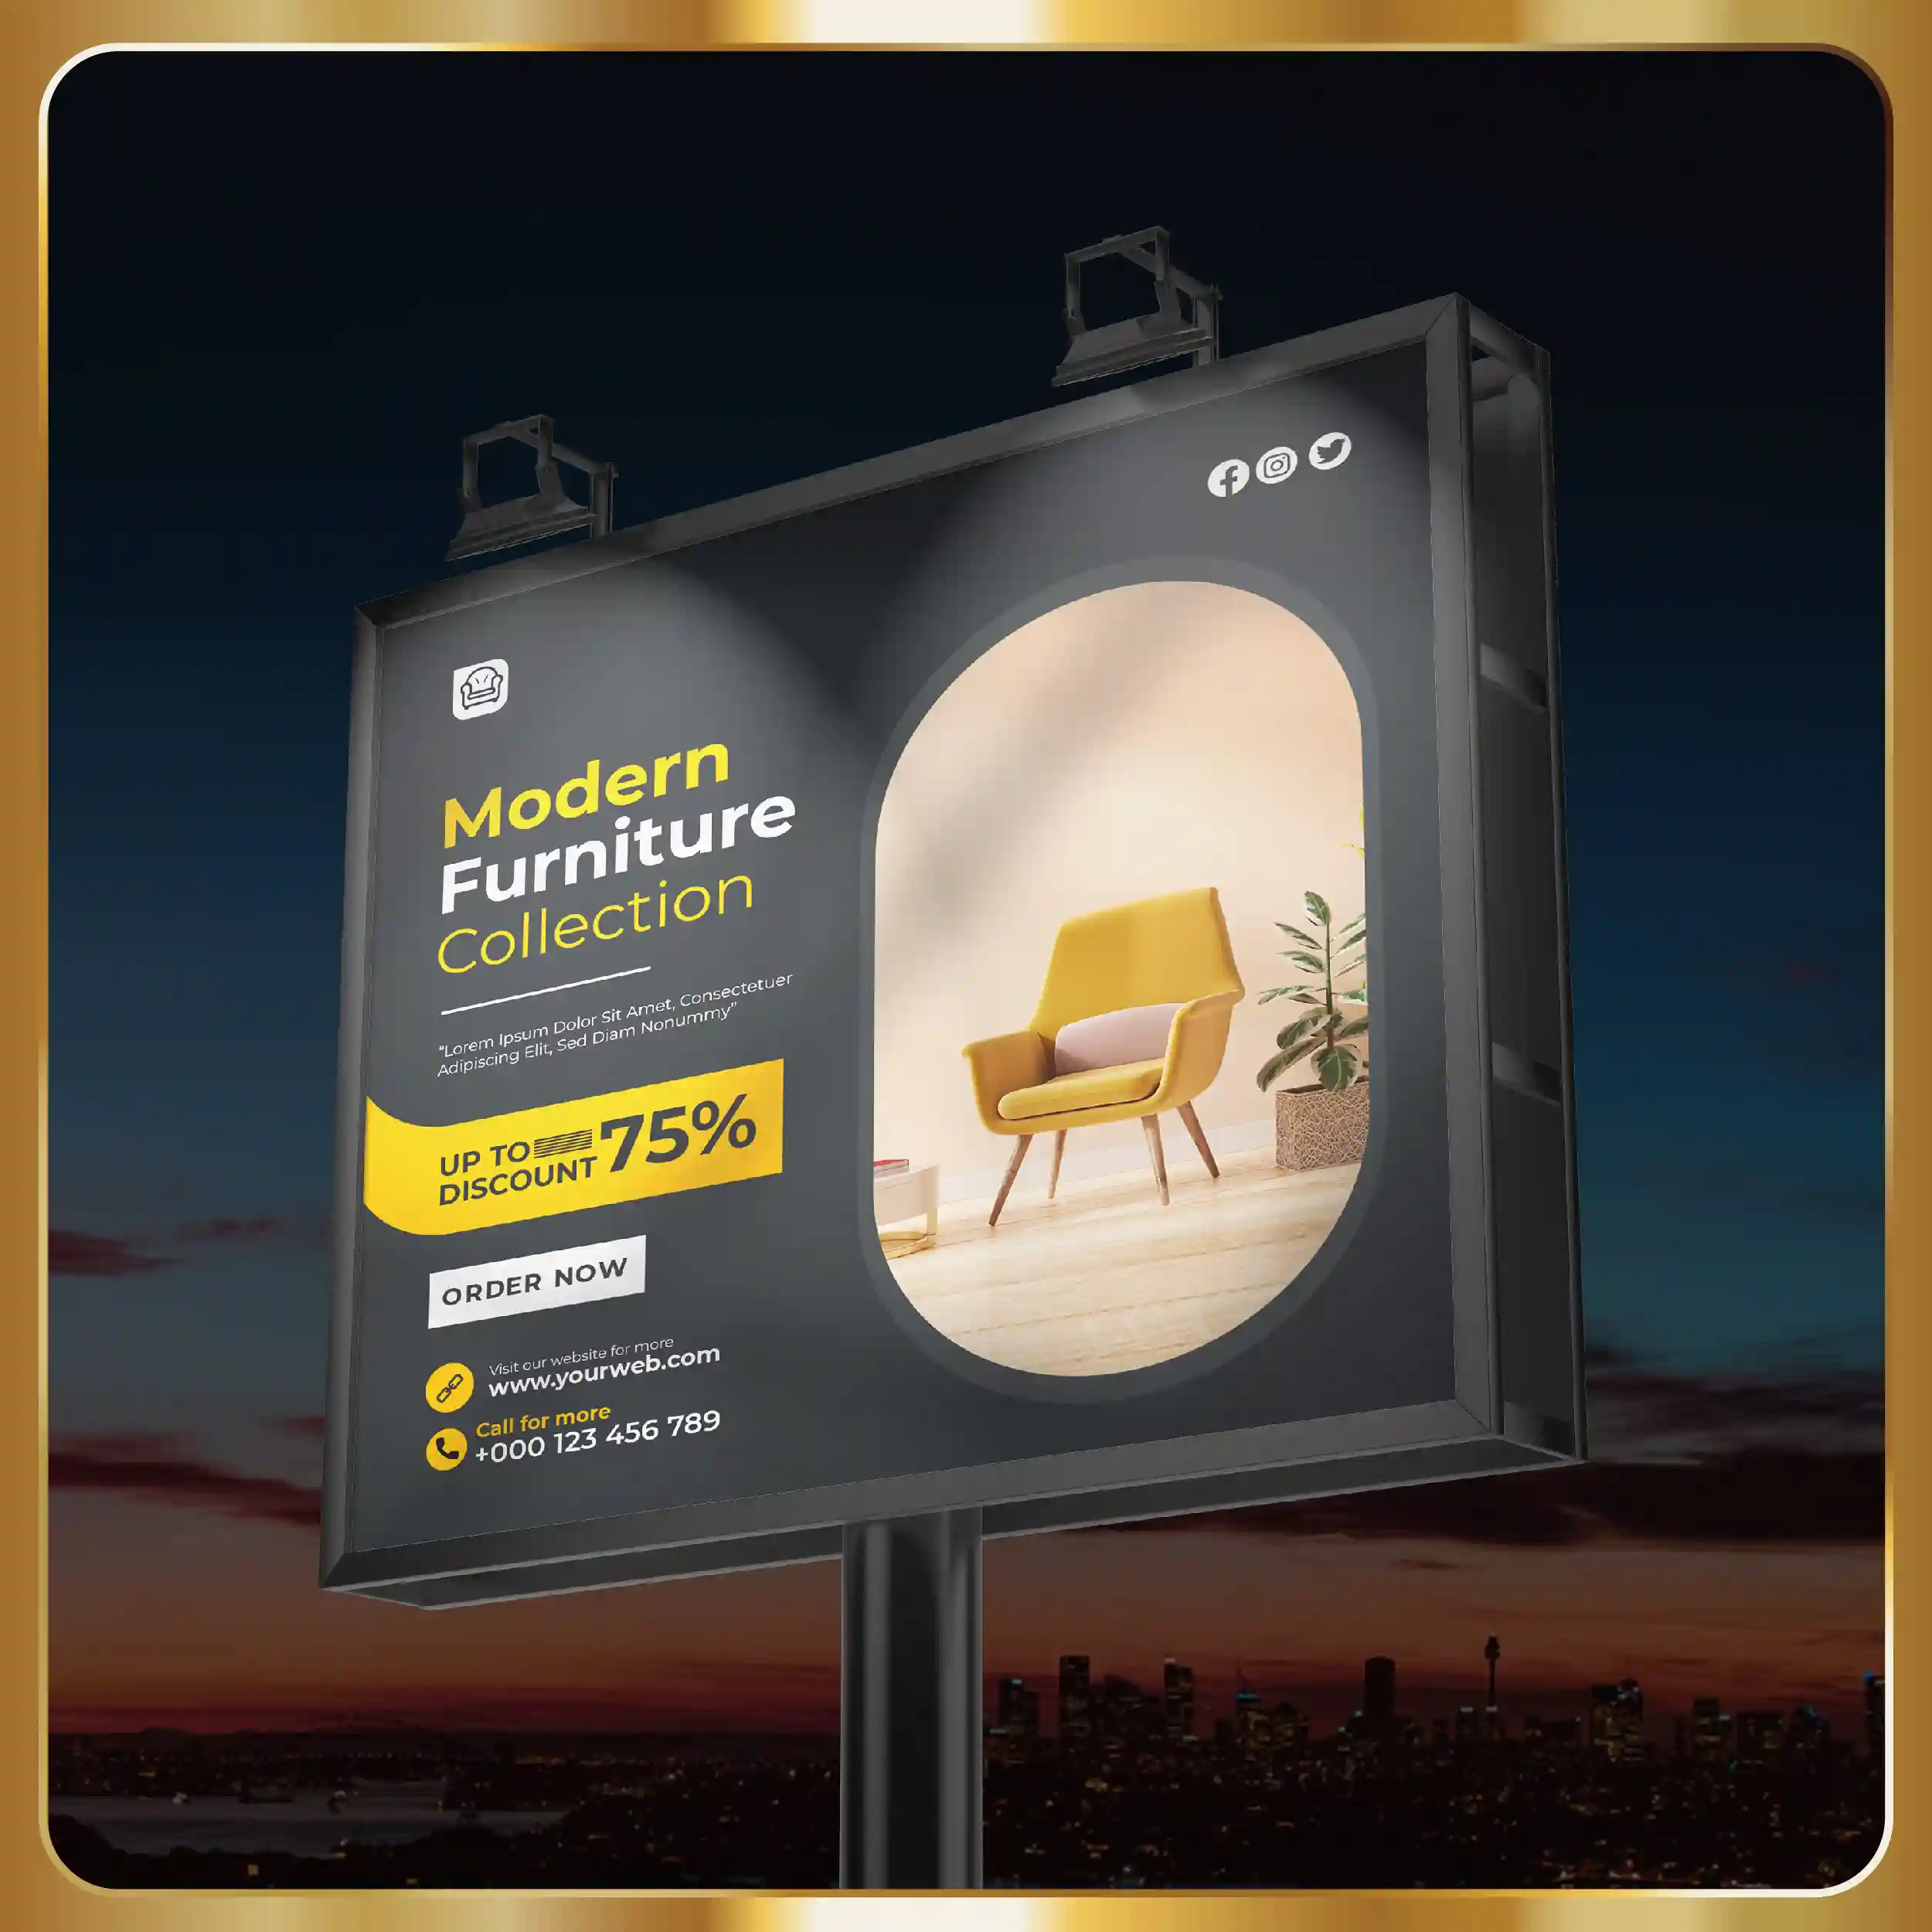 Modern
Furniture
Collection
“Lorem Ipsum Dolor Sit Amet, Consectetuer
Adipiscing Elit, Sed Diam Nonummy”
UP TO
DISCOUNT 75%
ORDER NOW
Visit our website for more
www.yourweb.com
Call for more
+000 123 456 789